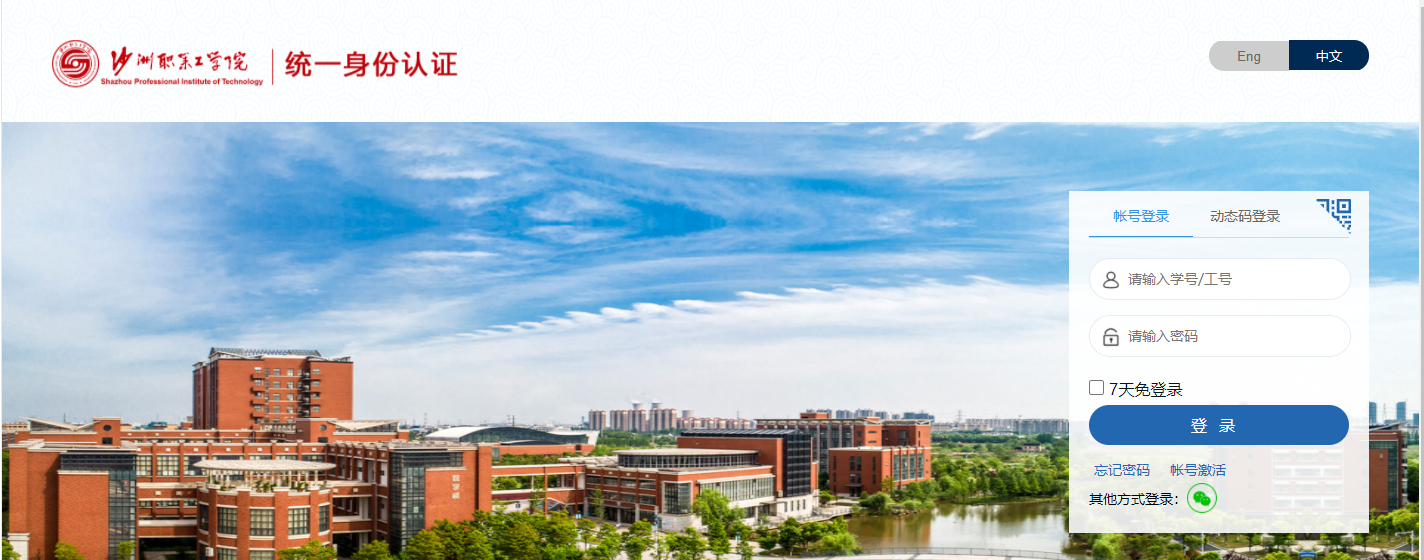 沙洲职业工学院 统一身份认证
Shazhou Professional Institute of Technology
Eng 中文
帐号登录 动态码登录
请输入学号/工号
请输入密码
7天免登录
登 录
忘记密码 帐号激活
其他方式登录: